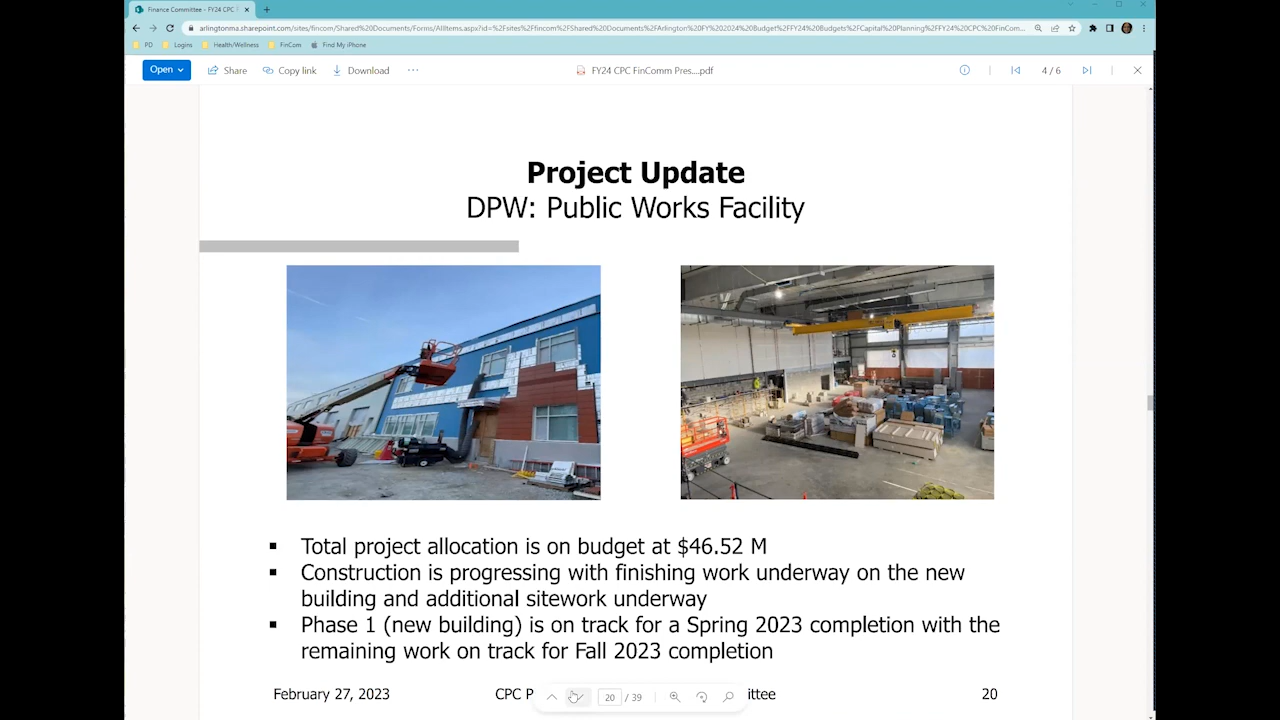 Finance Committee - FY24 CPC F
arlingtonma.sharepoint.com/sites/fincom/Shared%20Documents/Forms/AllItems.aspx?id=%2Fsites%2Ffincom%2FShared%20Documents%2FArlington%20FY%202024%20Budget%2FFY24%20Budgets%2FCapital%20Planning%2FFY24%20CPC%20FinCom...
PD Logins Health/Wellness FinCom Find My iPhone
Open Share Copy link Download ... FY24 CPC FinComm Pres....pdf 4 / 6
Project Update
DPW: Public Works Facility
▪ Total project allocation is on budget at $46.52 M
▪ Construction is progressing with finishing work underway on the new
building and additional sitework underway
▪ Phase 1 (new building) is on track for a Spring 2023 completion with the
remaining work on track for Fall 2023 completion
February 27, 2023 CPC P ittee 20
20 / 39